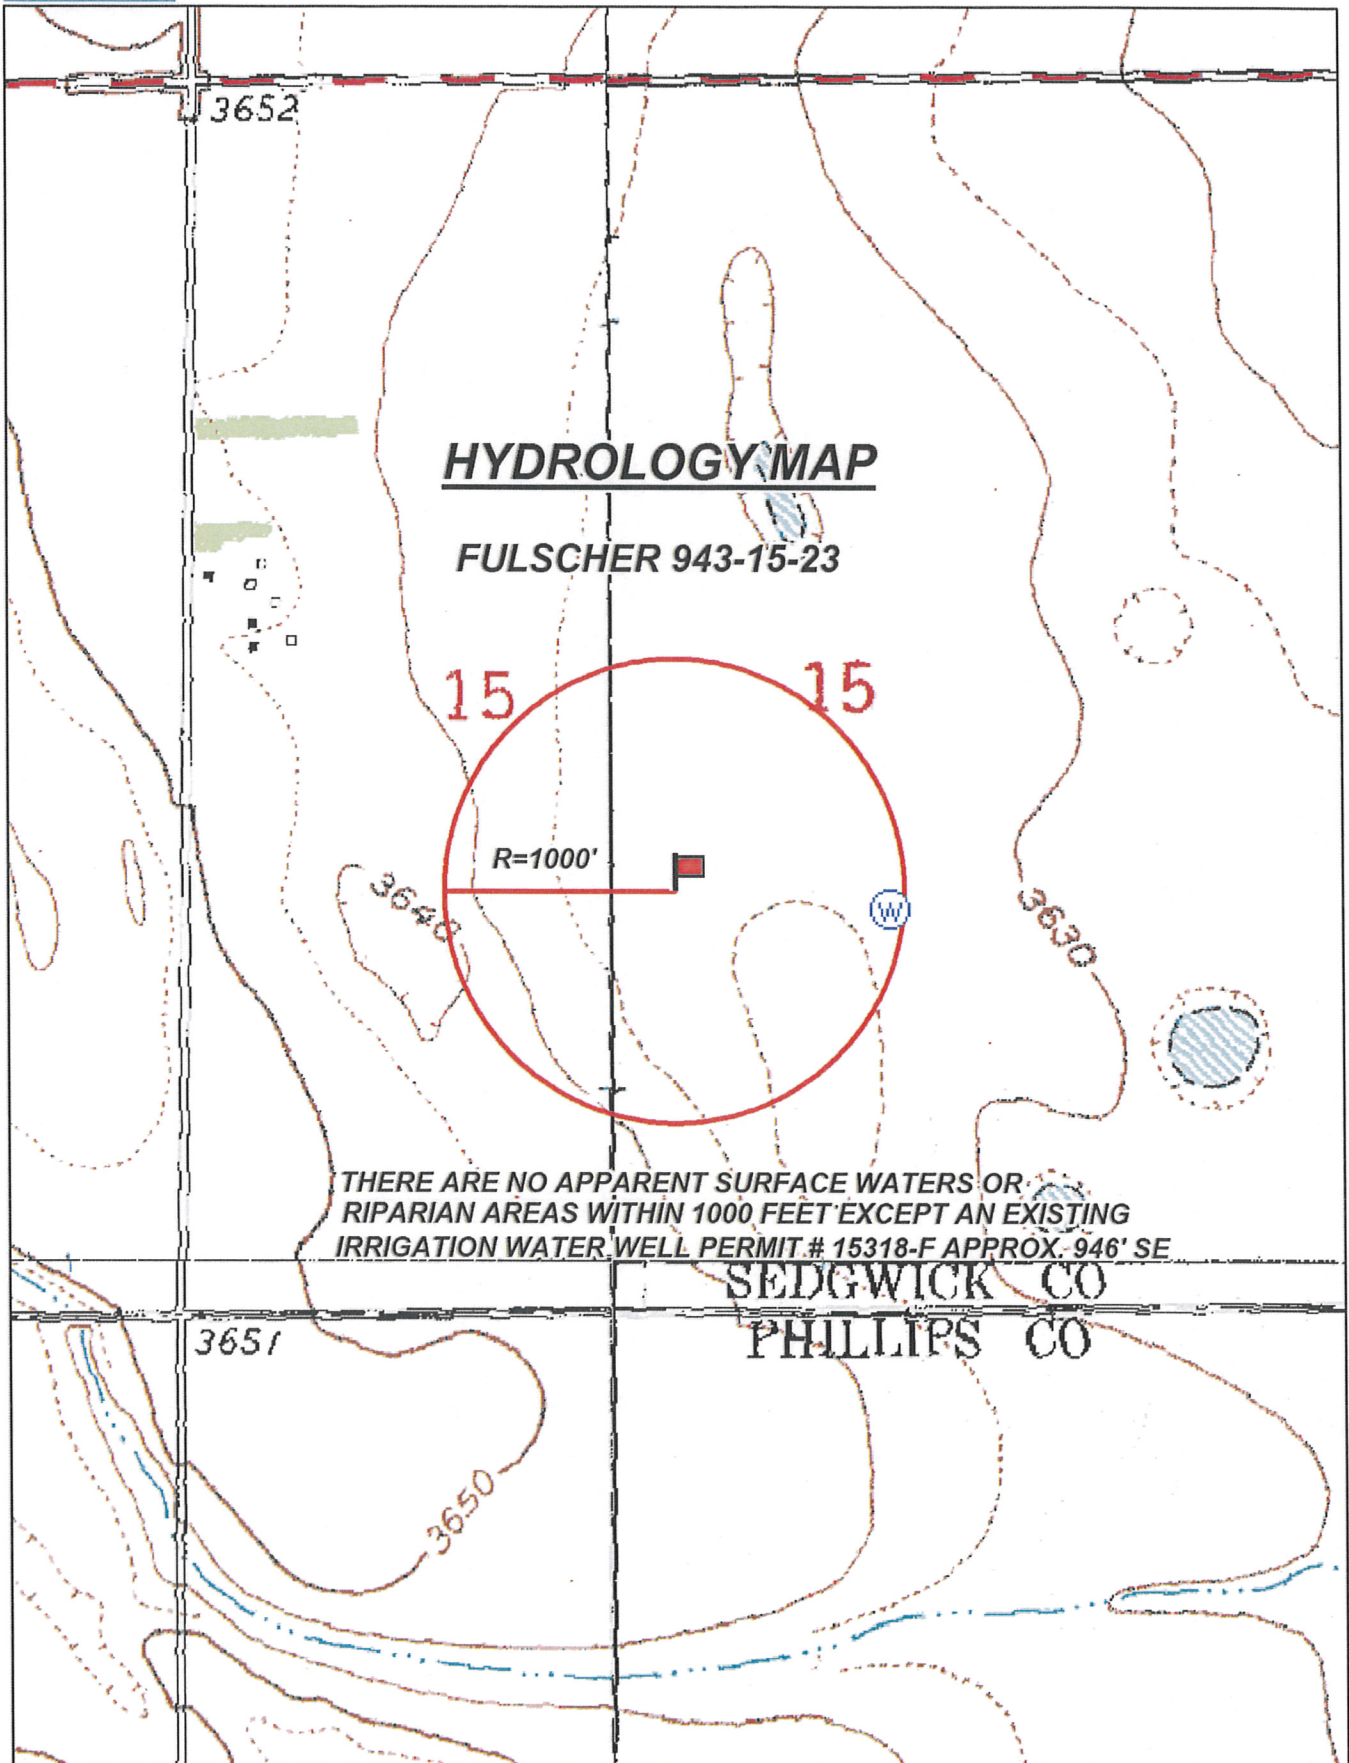 3652
HYDROLOGY MAP
FULSCHER 943-15-23
15
15
R=1000'
3640
W
3630
THERE ARE NO APPARENT SURFACE WATERS OR
RIPARIAN AREAS WITHIN 1000 FEET EXCEPT AN EXISTING
IRRIGATION WATER WELL PERMIT # 15318-F APPROX. 946' SE
SEDGWICK CO
3651
PHILLIPS CO
3650